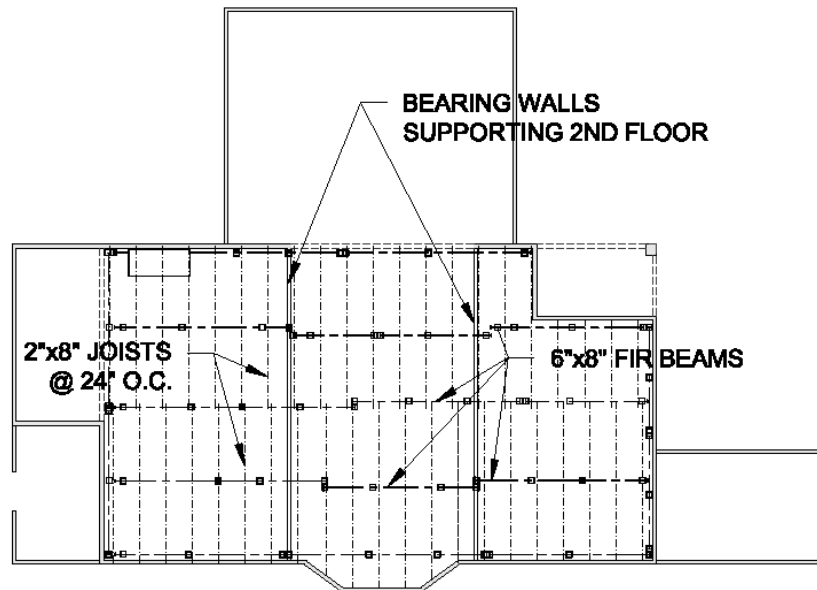 BEARING WALLS
SUPPORTING 2ND FLOOR
2"x8" JOISTS
@ 24" O.C.
6"x8" FIR BEAMS